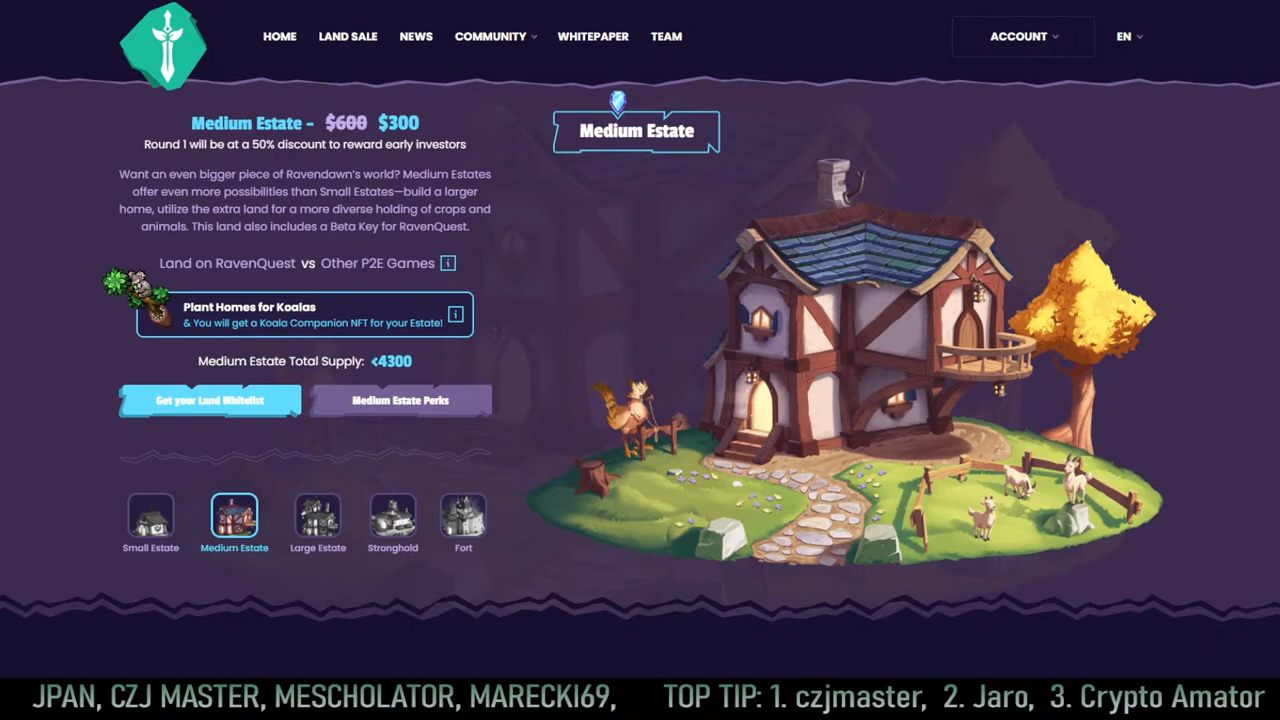 HOME LAND SALE NEWS COMMUNITY WHITEPAPER TEAM ACCOUNT EN
Medium Estate - $600 $300
Round 1 will be at a 50% discount to reward early investors
Want an even bigger piece of Ravendawn's world? Medium Estates
offer even more possibilities than Small Estates—build a larger
home, utilize the extra land for a more diverse holding of crops and
animals. This land also includes a Beta Key for RavenQuest.
Land on RavenQuest vs Other P2E Games i
Plant Homes for Koalas
& You will get a Koala Companion NFT for your Estate! i
Medium Estate Total Supply: <4300
Get your Land Whitelist Medium Estate Perks
Small Estate Medium Estate Large Estate Stronghold Fort
Medium Estate
JPAN, CZJ MASTER, MESCHOLATOR, MARECKI69, TOP TIP: 1. czjmaster, 2. Jaro, 3. Crypto Amator